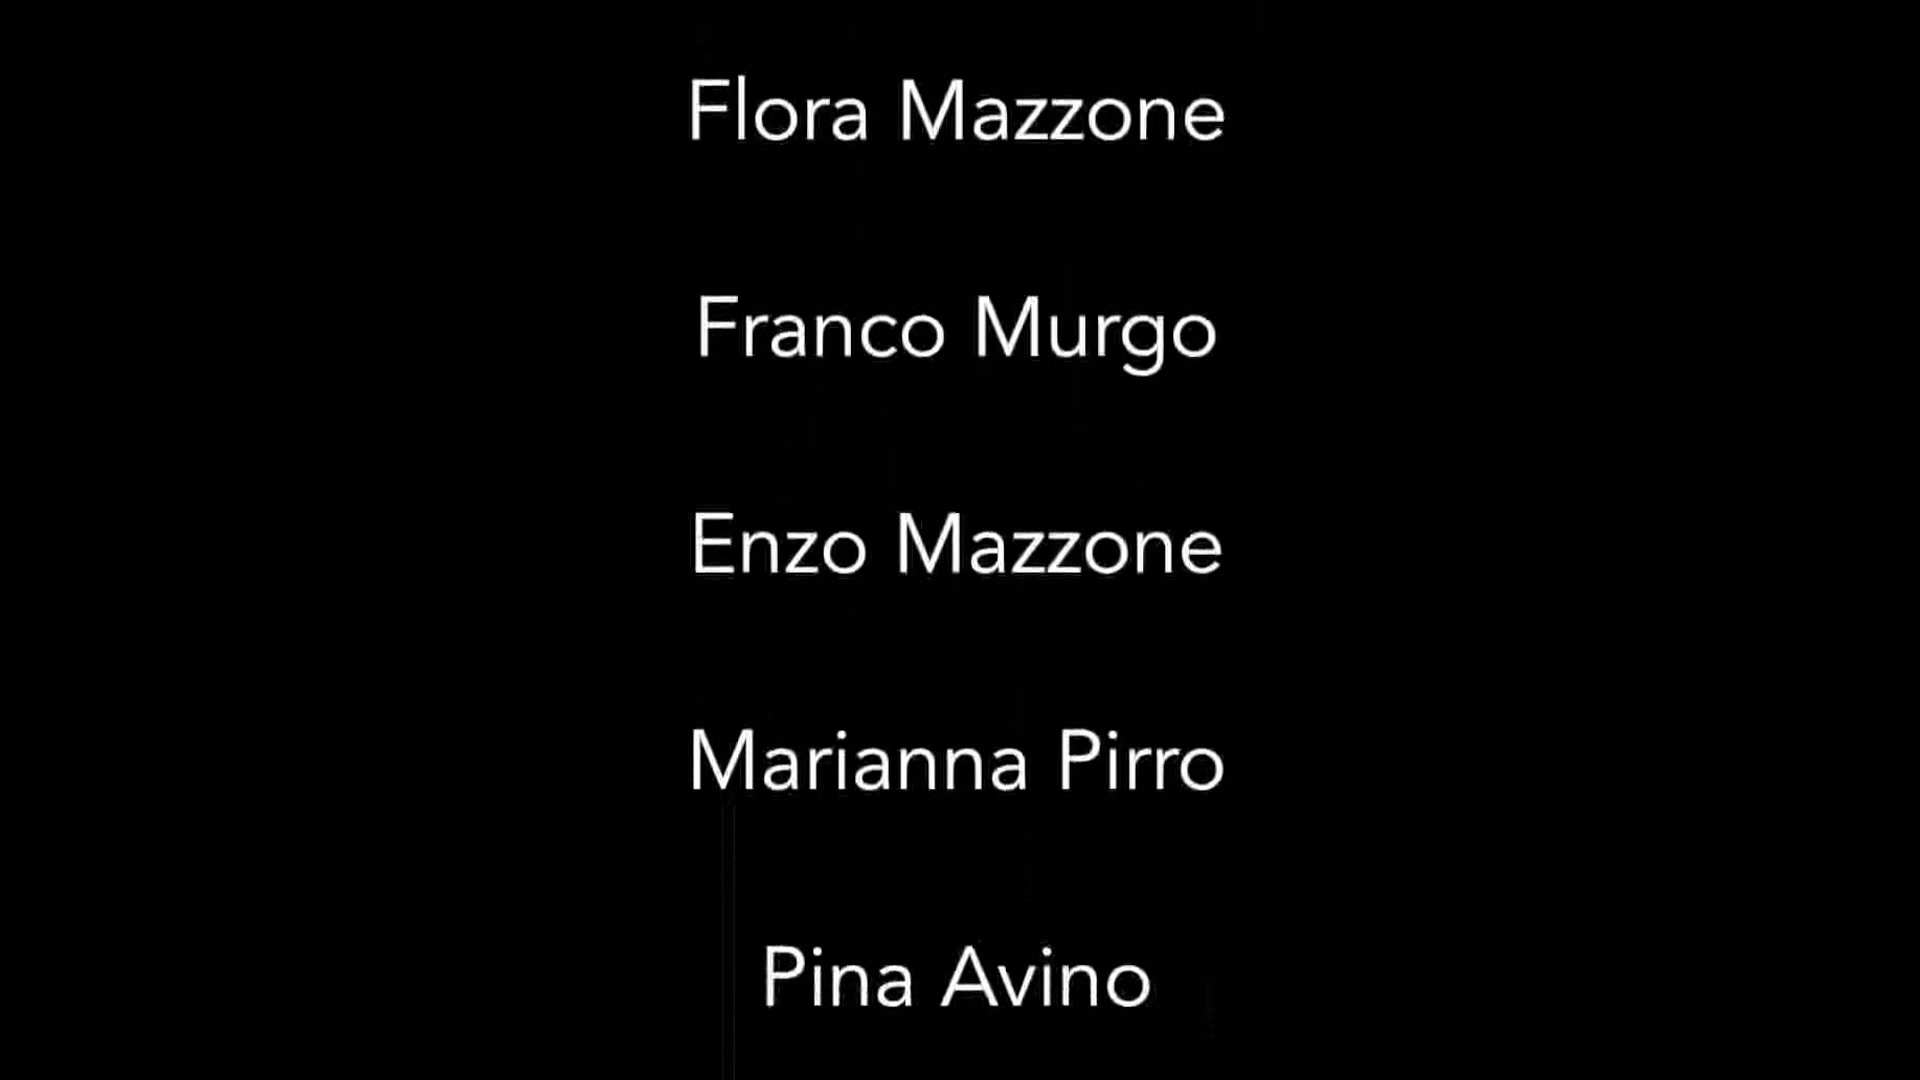 Flora Mazzone
Franco Murgo
Enzo Mazzone
Marianna Pirro
Pina Avino